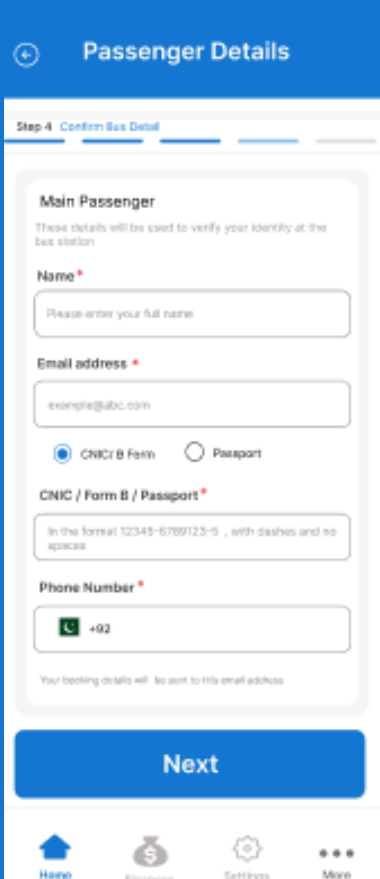 Passenger Details
Step 4 Confirm Bus Detail
Main Passenger
These details will be used to verify your identity at the
bus station
Name*
Please enter your full name
Email address *
example@abc.com
CNIC/ B Form Passport
CNIC / Form B / Passport*
In the format 12345-6789123-5 , with dashes and no
spaces
Phone Number*
+92
Your booking details will be sent to this email address
Next
Home Finances Settings More